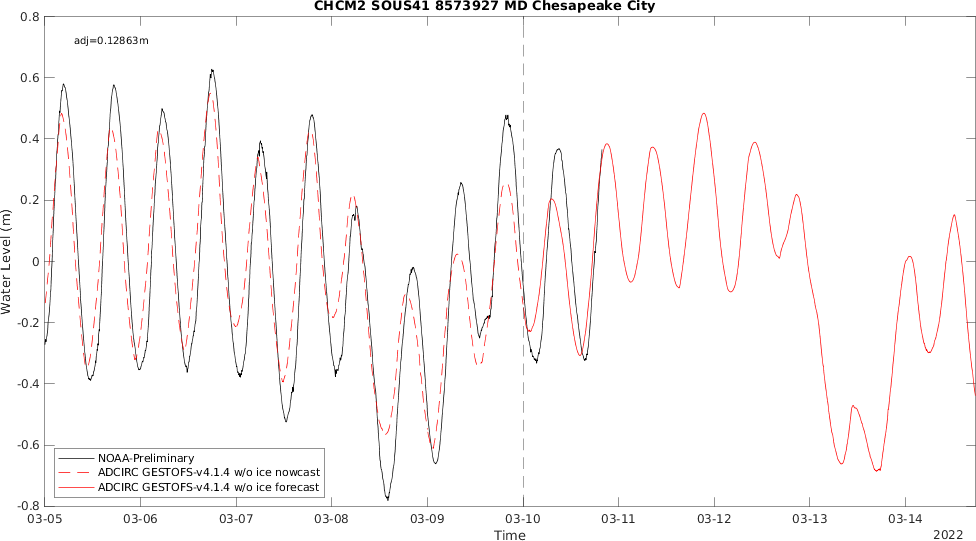 CHCM2 SOUS41 8573927 MD Chesapeake City
adj=0.12863m
0.8
0.6
0.4
0.2
0
-0.2
-0.4
-0.6
-0.8
Water Level (m)
NOAA-Preliminary
ADCIRC GESTOFS-v4.1.4 w/o ice nowcast
ADCIRC GESTOFS-v4.1.4 w/o ice forecast
03-05 03-06 03-07 03-08 03-09 03-10 03-11 03-12 03-13 03-14
Time
2022